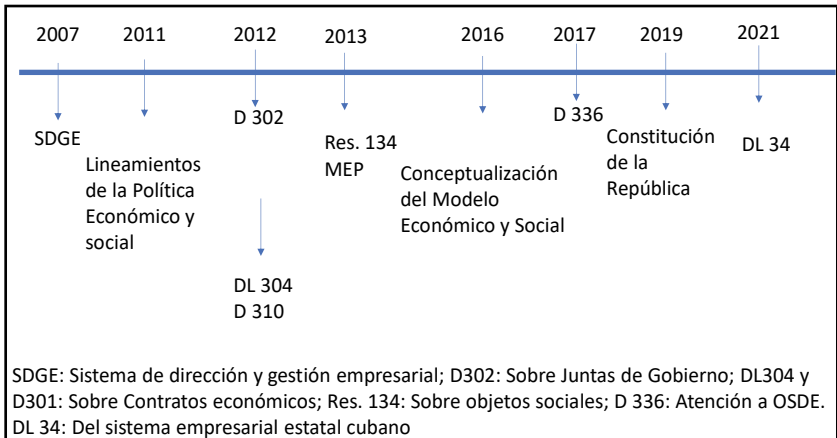 2007 2011 2012 2013 2016 2017 2019 2021
SDGE
Lineamientos
de la Política
Económico y
social
D 302
DL 304
D 310
Res. 134
MEP
Conceptualización
del Modelo
Económico y Social
D 336
Constitución
de la
República
DL 34
SDGE: Sistema de dirección y gestión empresarial; D302: Sobre Juntas de Gobierno; DL304 y
D301: Sobre Contratos económicos; Res. 134: Sobre objetos sociales; D 336: Atención a OSDE.
DL 34: Del sistema empresarial estatal cubano